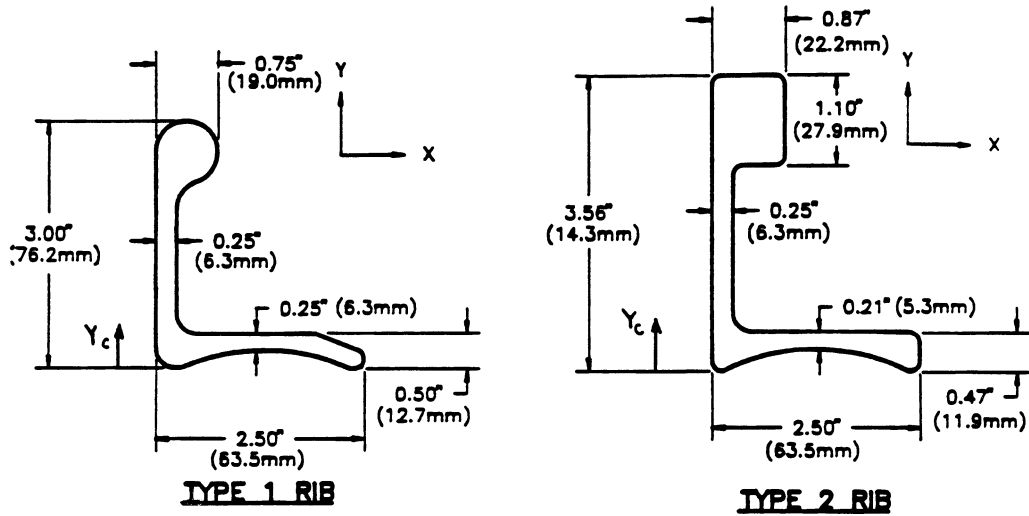 0.75"
(19.0mm)
Y
X
3.00"
(76.2mm)
0.25"
(6.3mm)
0.25" (6.3mm)
Yc
0.50"
(12.7mm)
2.50"
(63.5mm)
TYPE 1 RIB
0.87"
(22.2mm)
Y
X
1.10"
(27.9mm)
3.56"
(14.3mm)
0.25"
(6.3mm)
0.21" (5.3mm)
Yc
0.47"
(11.9mm)
2.50"
(63.5mm)
TYPE 2 RIB